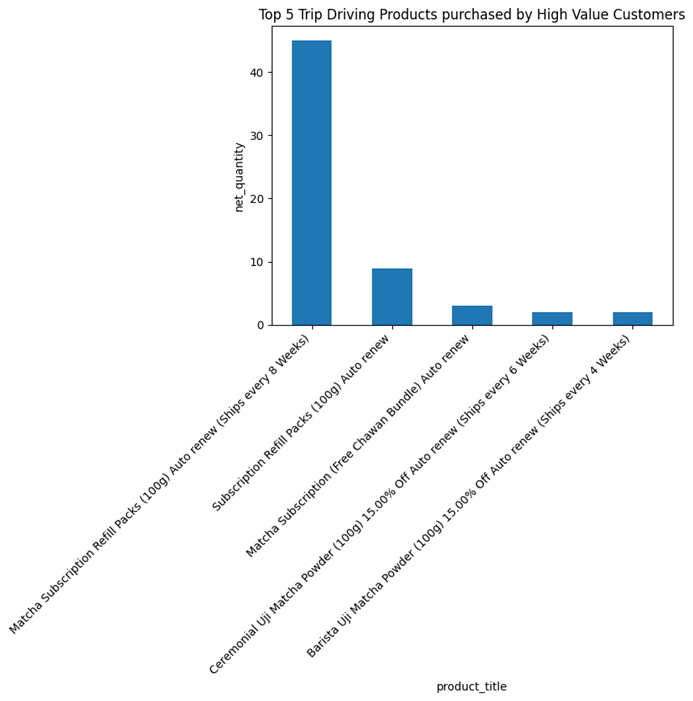 Top 5 Trip Driving Products purchased by High Value Customers
net_quantity
40
30
20
10
0
Matcha Subscription Refill Packs (100g) Auto renew (Ships every 8 Weeks)
Subscription Refill Packs (100g) Auto renew
Matcha Subscription (Free Chawan Bundle) Auto renew
Ceremonial Uji Matcha Powder (100g) 15.00% Off Auto renew (Ships every 6 Weeks)
Barista Uji Matcha Powder (100g) 15.00% Off Auto renew (Ships every 4 Weeks)
product_title